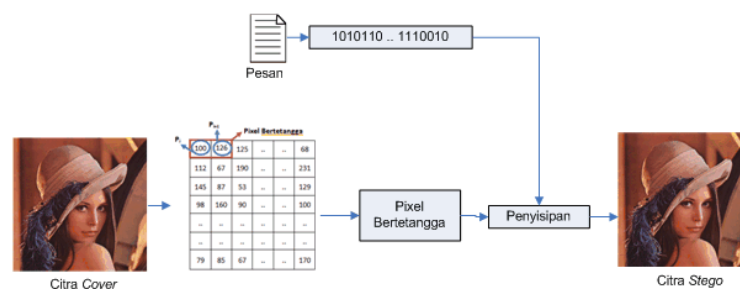 1010110 .. 1110010
Pesan
Pi+1
Pi
Pixel Bertetangga
100 126 125 .. .. 68
112 67 190 .. .. 231
145 87 53 .. .. 129
98 160 90 .. .. 100
.. .. .. .. .. ..
.. .. .. .. .. ..
79 85 67 .. .. 170
Pixel
Bertetangga
Penyisipan
Citra Cover
Citra Stego